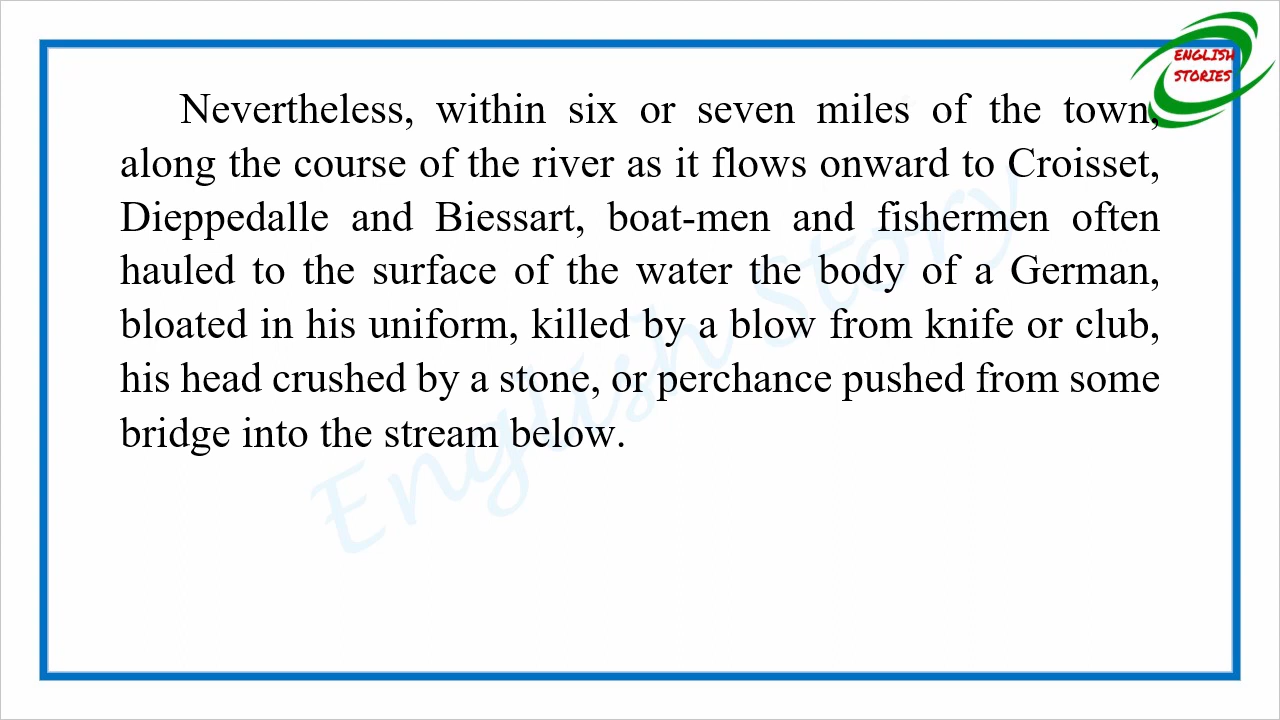 ENGLISH
STORIES
Nevertheless, within six or seven miles of the town,
along the course of the river as it flows onward to Croisset,
Dieppedalle and Biessart, boat-men and fishermen often
hauled to the surface of the water the body of a German,
bloated in his uniform, killed by a blow from knife or club,
his head crushed by a stone, or perchance pushed from some
bridge into the stream below.
English Story